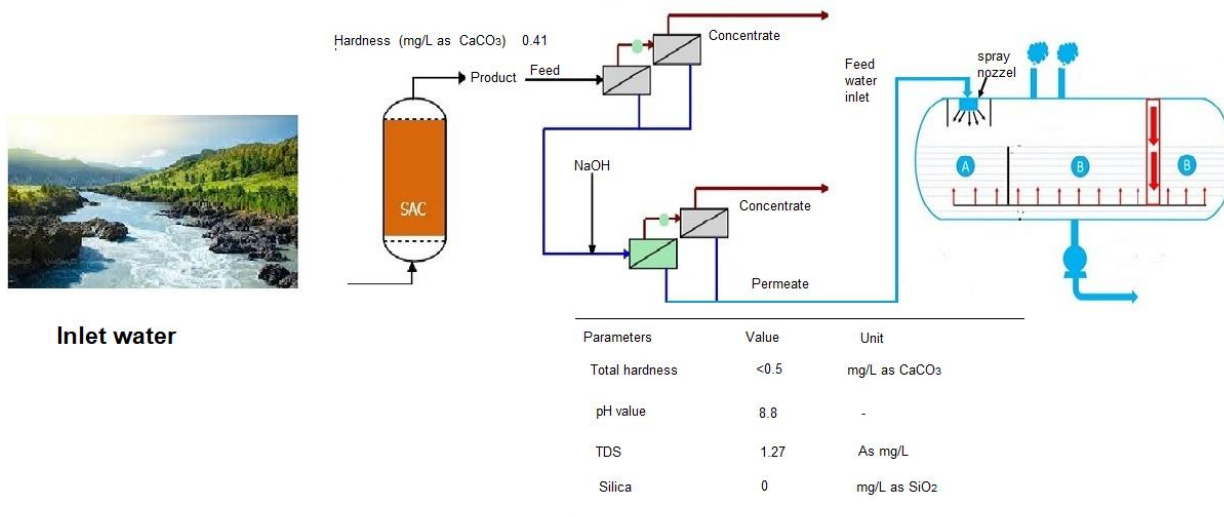 Hardness (mg/L as CaCO3) 0.41
Product
Feed
Concentrate
SAC
NaOH
Concentrate
Permeate
Feed
water
inlet
spray
nozzel
A
B
B
Inlet water
Parameters Value Unit
Total hardness <0.5 mg/L as CaCO3
pH value 8.8 -
TDS 1.27 As mg/L
Silica 0 mg/L as SiO2